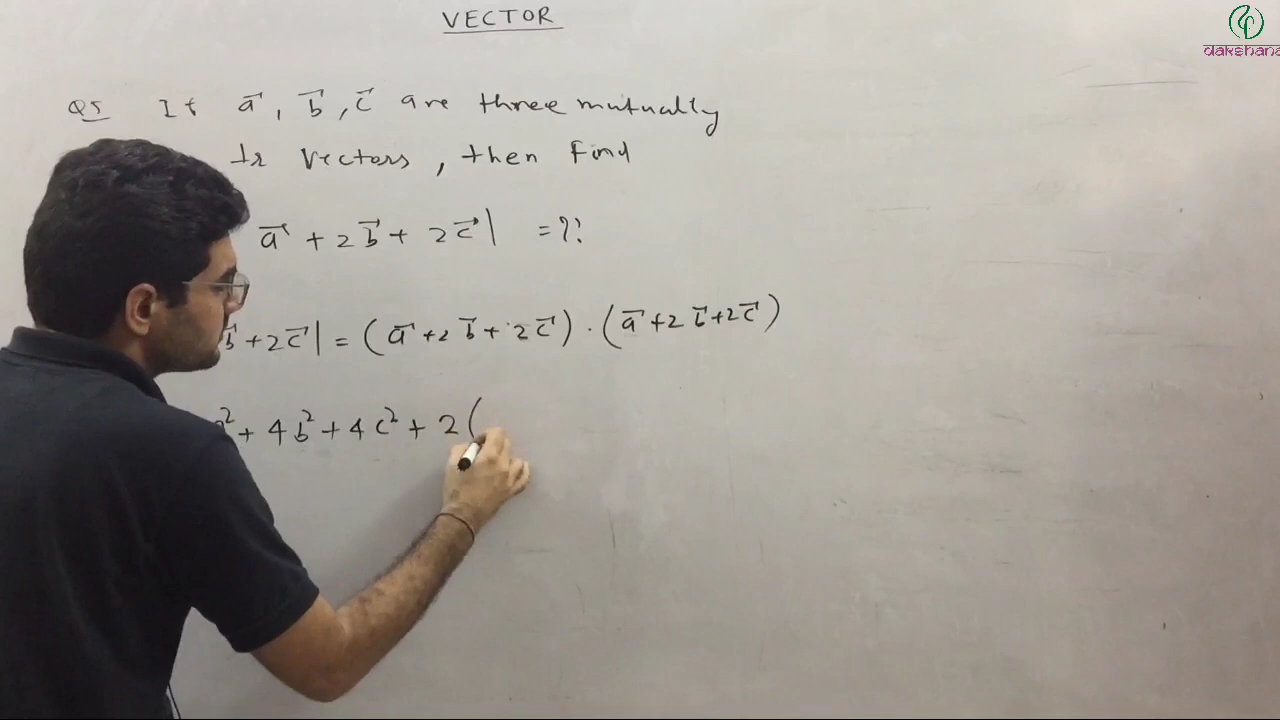 VECTOR
dakshana
Q5 If a⃗, b⃗, c⃗ are three mutually
⊥r vectors, then find
a⃗ + 2b⃗ + 2c⃗| = ??
b⃗ + 2c⃗| = (a⃗ + 2b⃗ + 2c⃗) · (a⃗ + 2b⃗ + 2c⃗)
² + 4b² + 4c² + 2(